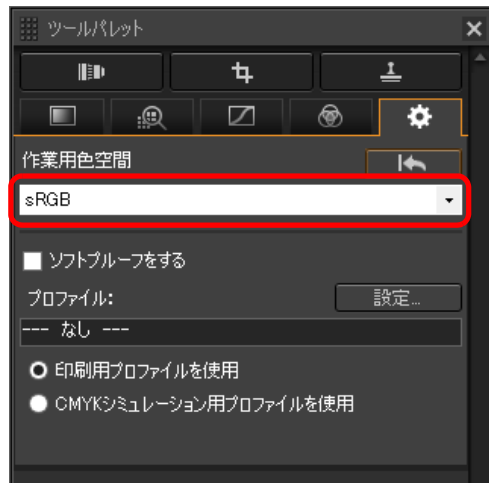 ツールパレット
作業用色空間
sRGB
ソフトプルーフをする
プロファイル:
設定...
--- なし ---
印刷用プロファイルを使用
CMYKシミュレーション用プロファイルを使用